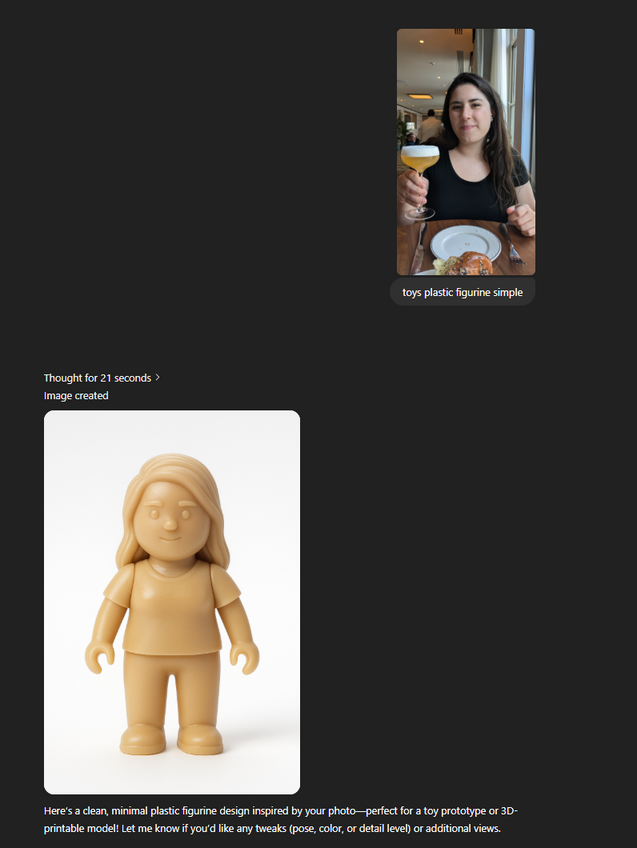 toys plastic figurine simple
Thought for 21 seconds >
Image created
Here's a clean, minimal plastic figurine design inspired by your photo—perfect for a toy prototype or 3D-
printable model! Let me know if you'd like any tweaks (pose, color, or detail level) or additional views.